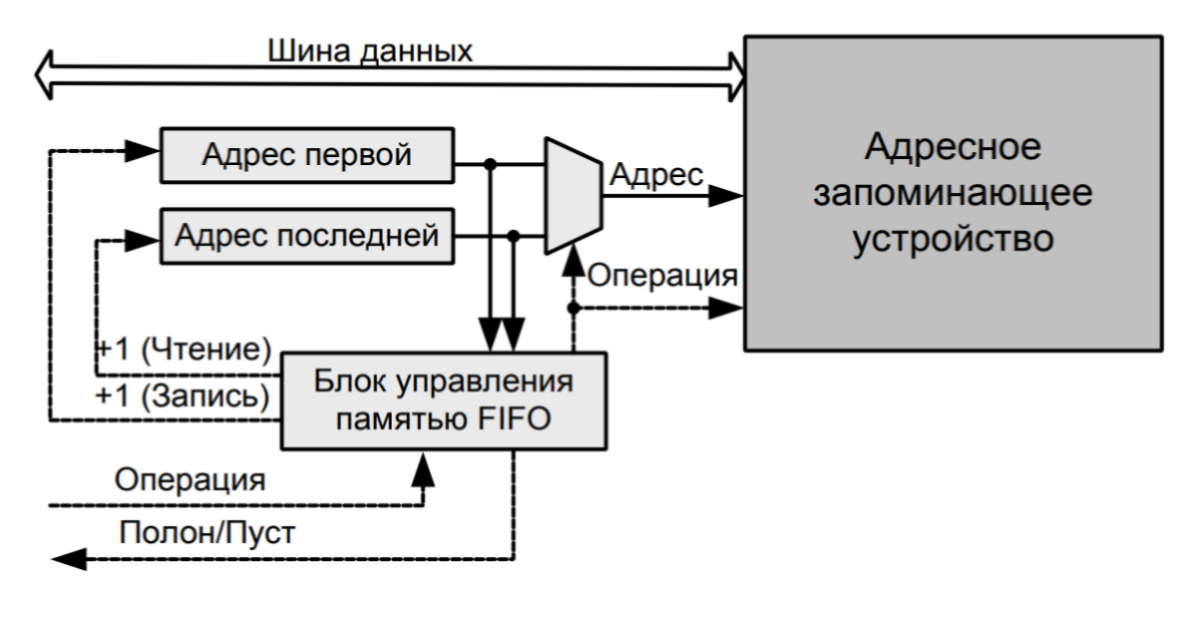 Шина данных
Адрес первой
Адрес последней
Адрес
Операция
Адресное
запоминающее
устройство
+1 (Чтение)
+1 (Запись)
Блок управления
памятью FIFO
Операция
Полон/Пуст